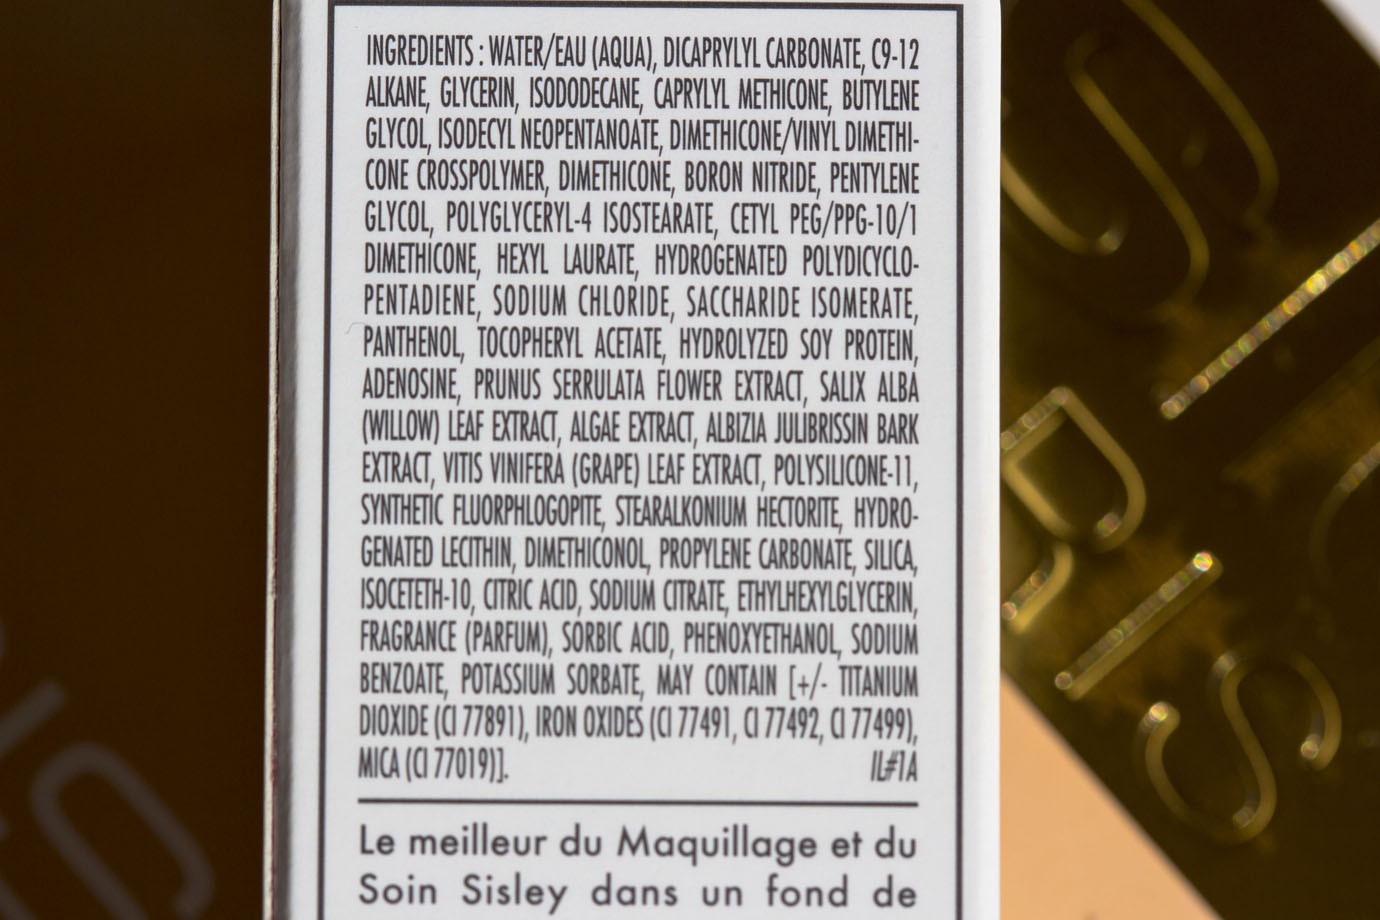 INGREDIENTS : WATER/EAU (AQUA), DICAPRYLYL CARBONATE, C9-12
ALKANE, GLYCERIN, ISODODECANE, CAPRYLYL METHICONE, BUTYLENE
GLYCOL, ISODECYL NEOPENTANOATE, DIMETHICONE/VINYL DIMETHI-
CONE CROSSPOLYMER, DIMETHICONE, BORON NITRIDE, PENTYLENE
GLYCOL, POLYGLYCERYL-4 ISOSTEARATE, CETYL PEG/PPG-10/1
DIMETHICONE, HEXYL LAURATE, HYDROGENATED POLYDICYCLO-
PENTADIENE, SODIUM CHLORIDE, SACCHARIDE ISOMERATE,
PANTHENOL, TOCOPHERYL ACETATE, HYDROLYZED SOY PROTEIN,
ADENOSINE, PRUNUS SERRULATA FLOWER EXTRACT, SALIX ALBA
(WILLOW) LEAF EXTRACT, ALGAE EXTRACT, ALBIZIA JULIBRISSIN BARK
EXTRACT, VITIS VINIFERA (GRAPE) LEAF EXTRACT, POLYSILICONE-11,
SYNTHETIC FLUORPHLOGOPITE, STEARALKONIUM HECTORITE, HYDRO-
GENATED LECITHIN, DIMETHICONOL, PROPYLENE CARBONATE, SILICA,
ISOCETETH-10, CITRIC ACID, SODIUM CITRATE, ETHYLHEXYLGLYCERIN,
FRAGRANCE (PARFUM), SORBIC ACID, PHENOXYETHANOL, SODIUM
BENZOATE, POTASSIUM SORBATE, MAY CONTAIN [+/- TITANIUM
DIOXIDE (CI 77891), IRON OXIDES (CI 77491, CI 77492, CI 77499),
MICA (CI 77019)]. IL#1A
Le meilleur du Maquillage et du
Soin Sisley dans un fond de